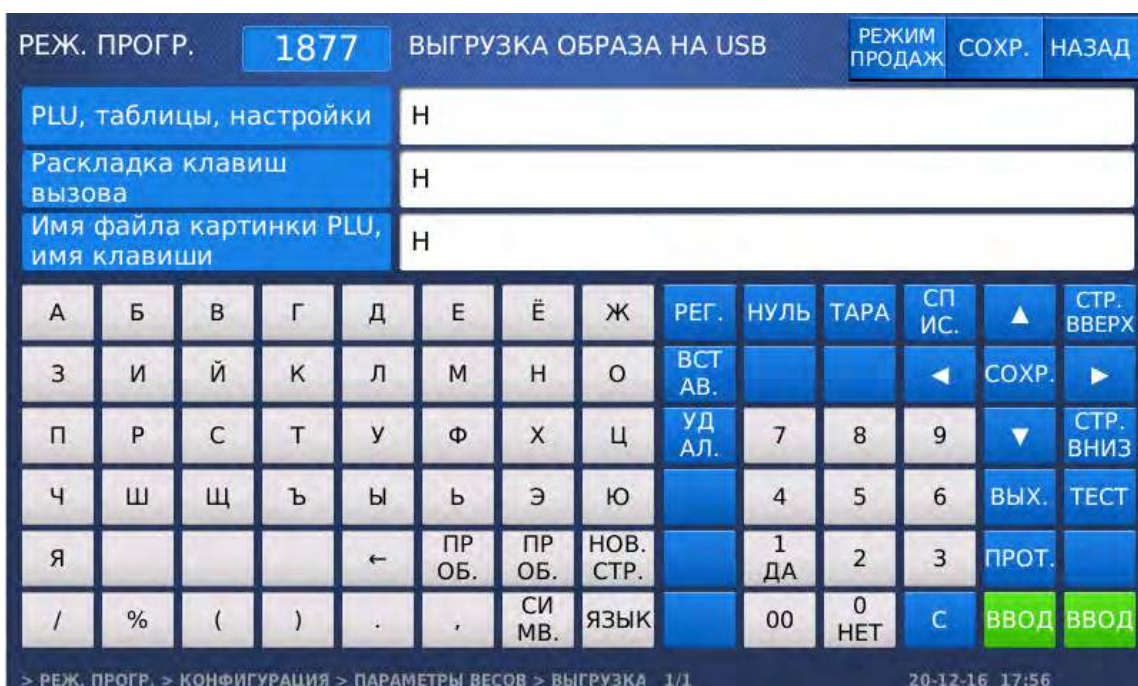 РЕЖ. ПРОГР. 1877 ВЫГРУЗКА ОБРАЗА НА USB РЕЖИМ ПРОДАЖ СОХР. НАЗАД
PLU, таблицы, настройки Н
Раскладка клавиш
вызова
Н
Имя файла картинки PLU,
имя клавиши
Н
А Б В Г Д Е Ё Ж РЕГ. НУЛЬ ТАРА СП ИС. ▲ СТР. ВВЕРХ
З И Й К Л М Н О ВСТ АВ. ◄ СОХР. ►
П Р С Т У Ф Х Ц УД АЛ. 7 8 9 ▼ СТР. ВНИЗ
Ч Ш Щ Ъ Ы Ь Э Ю 4 5 6 ВЫХ. ТЕСТ
Я ← ПР ОБ. ПР ОБ. НОВ. СТР. 1 ДА 2 3 ПРОТ.
/ % ( ) . , СИ МВ. ЯЗЫК 00 0 НЕТ С ВВОД ВВОД
> РЕЖ. ПРОГР. > КОНФИГУРАЦИЯ > ПАРАМЕТРЫ ВЕСОВ > ВЫГРУЗКА 1/1 20-12-16 17:56